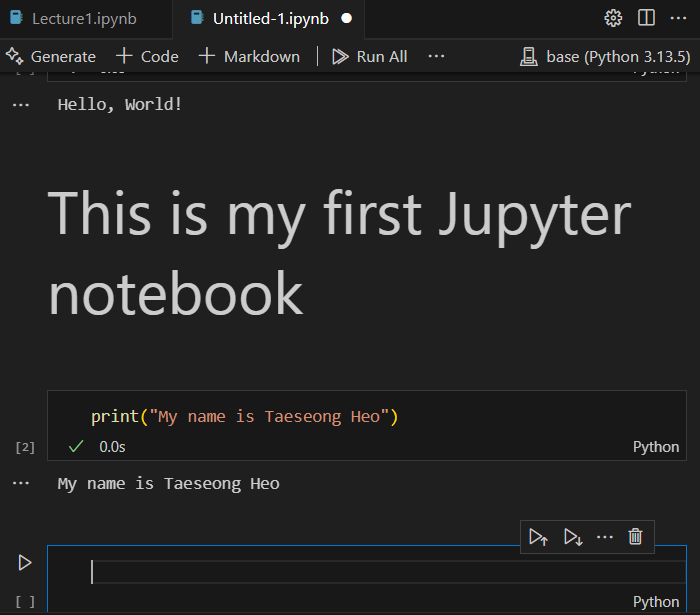 Lecture1.ipynb Untitled-1.ipynb
Generate + Code + Markdown Run All ... base (Python 3.13.5)
Hello, World!
This is my first Jupyter
notebook
print("My name is Taeseong Heo")
[2] 0.0s Python
My name is Taeseong Heo
[ ] Python